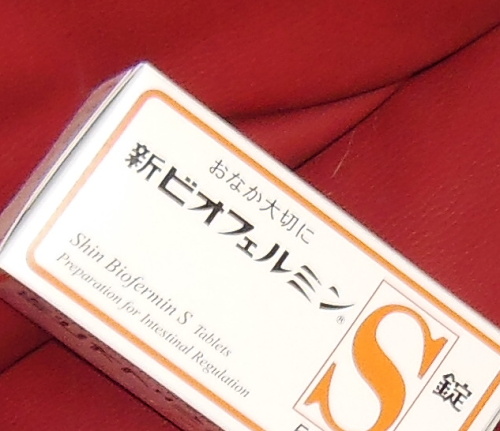 おなか大切に
新ビオフェルミン®
S
錠
Shin Biofermin S Tablets
Preparation for Intestinal Regulation